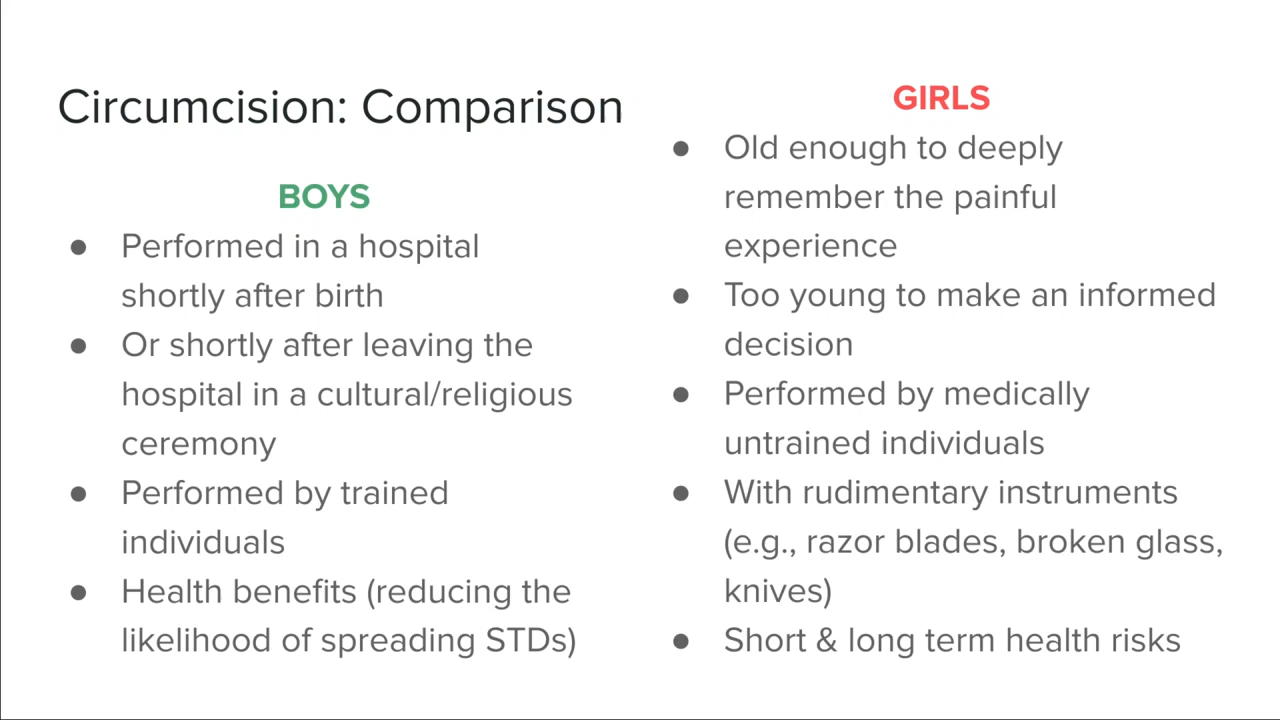 Circumcision: Comparison
BOYS
● Performed in a hospital
shortly after birth
● Or shortly after leaving the
hospital in a cultural/religious
ceremony
● Performed by trained
individuals
● Health benefits (reducing the
likelihood of spreading STDs)
GIRLS
● Old enough to deeply
remember the painful
experience
● Too young to make an informed
decision
● Performed by medically
untrained individuals
● With rudimentary instruments
(e.g., razor blades, broken glass,
knives)
● Short & long term health risks